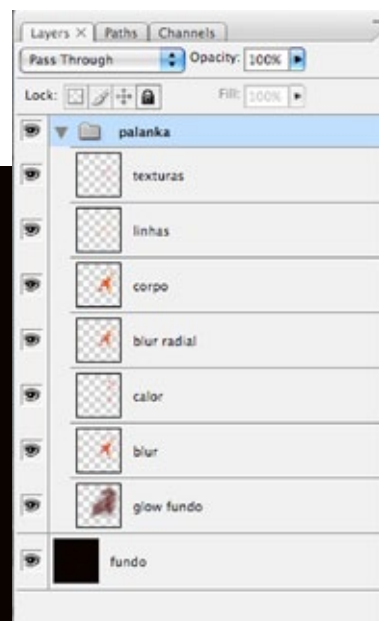 Layers × Paths Channels
Pass Through Opacity: 100%
Lock: Fill: 100%
palanka
texturas
linhas
corpo
blur radial
calor
blur
glow fundo
fundo